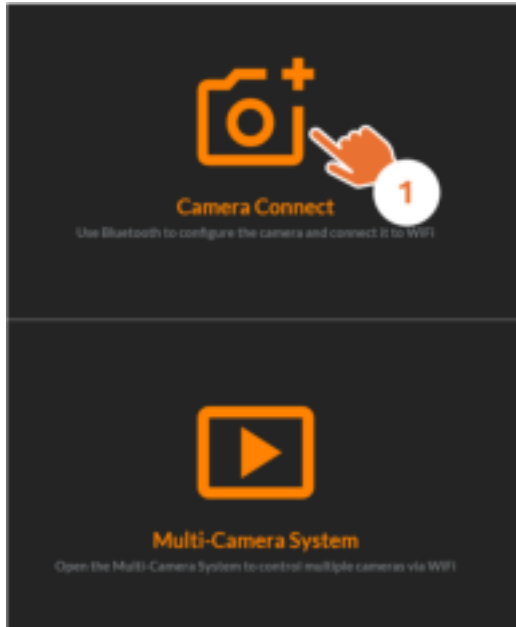 1
Camera Connect
Use Bluetooth to configure the camera and connect it to WIFI
Multi-Camera System
Open the Multi-Camera System to control multiple cameras via WIFI